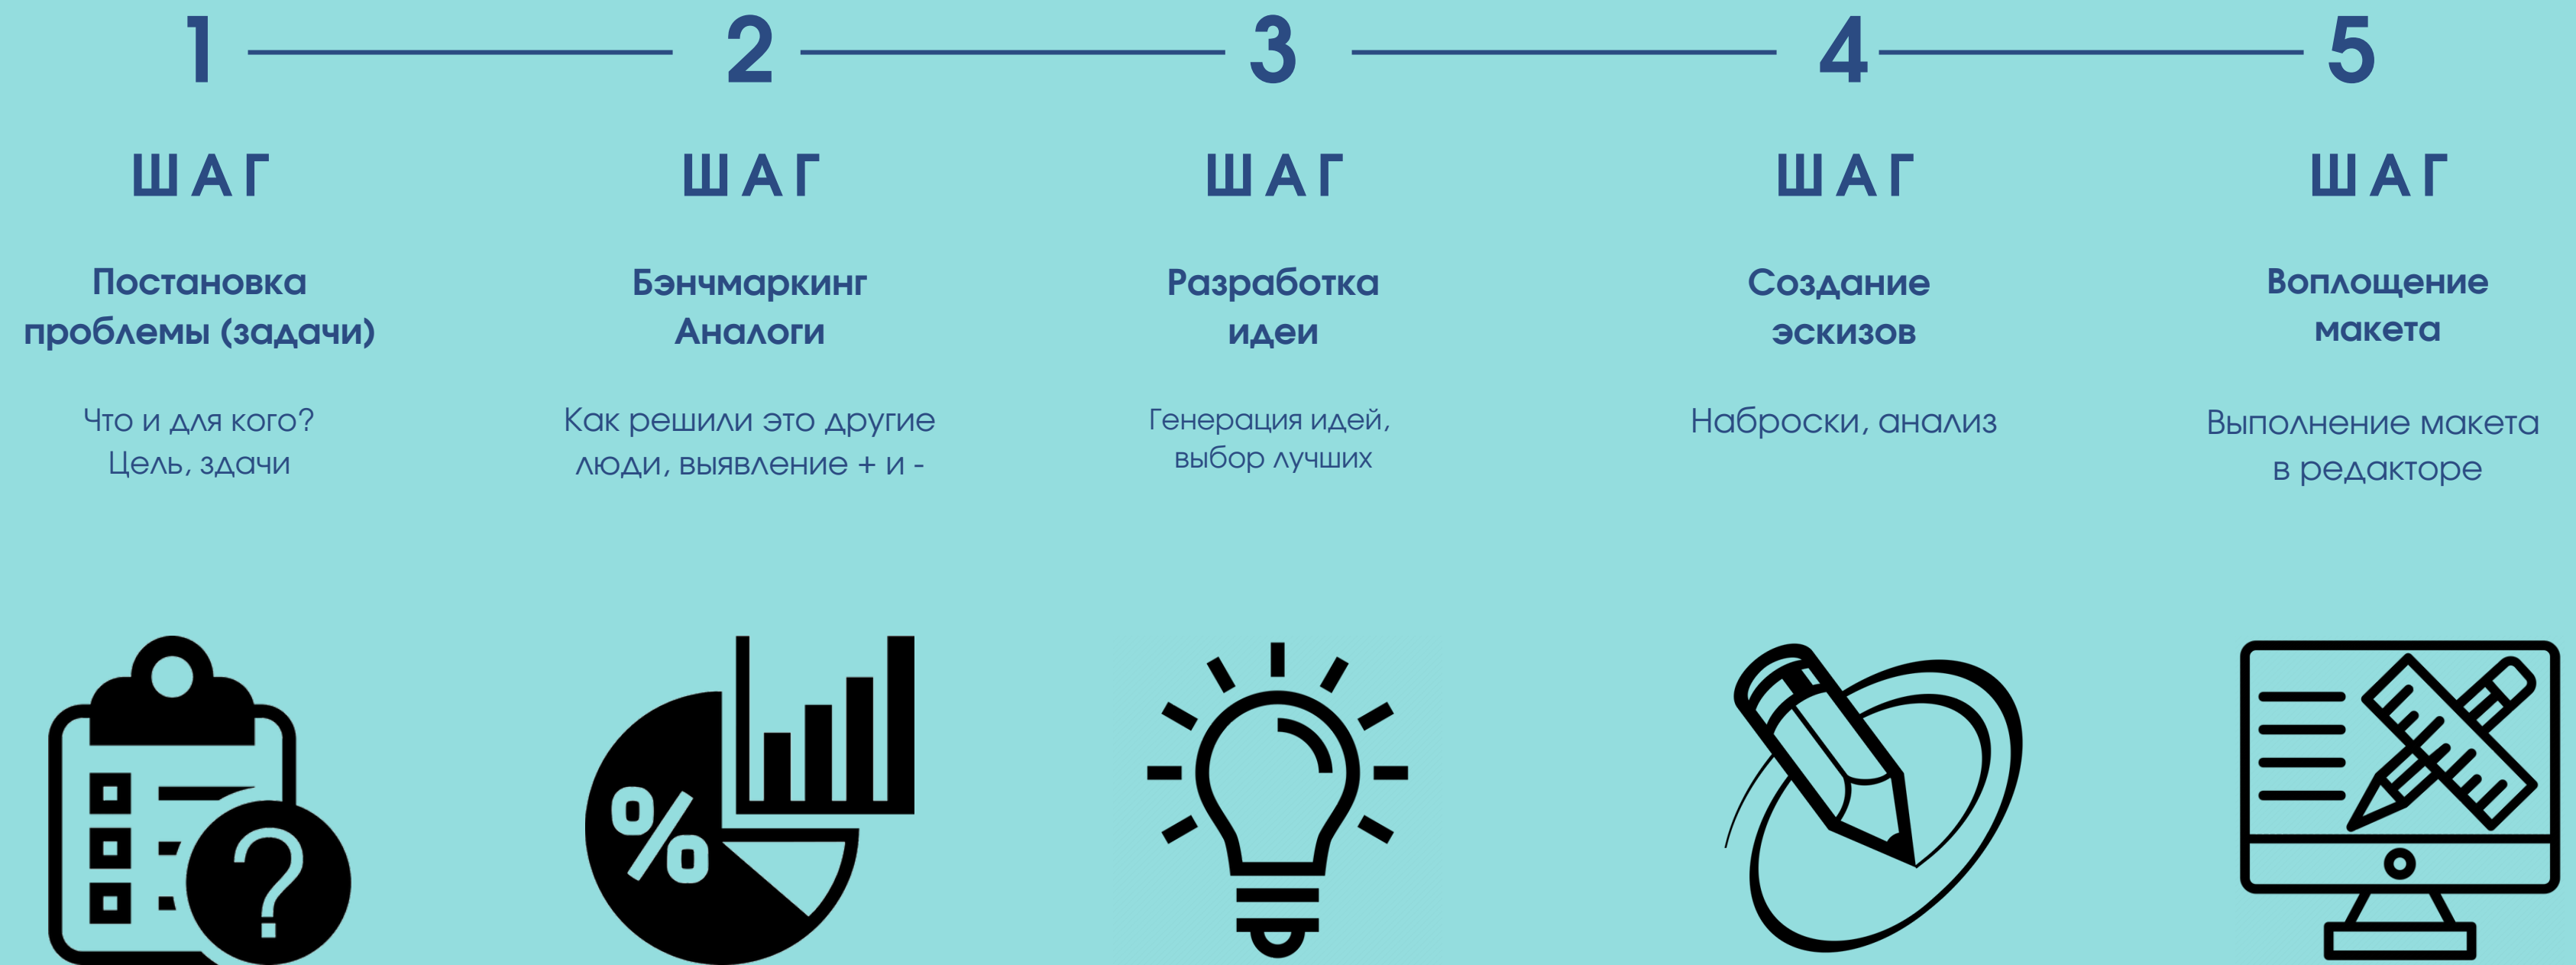 1
ШАГ
Постановка
проблемы (задачи)
Что и для кого?
Цель, здачи
2
ШАГ
Бэнчмаркинг
Аналоги
Как решили это другие
люди, выявление + и -
3
ШАГ
Разработка
идеи
Генерация идей,
выбор лучших
4
ШАГ
Создание
эскизов
Наброски, анализ
5
ШАГ
Воплощение
макета
Выполнение макета
в редакторе
?
%